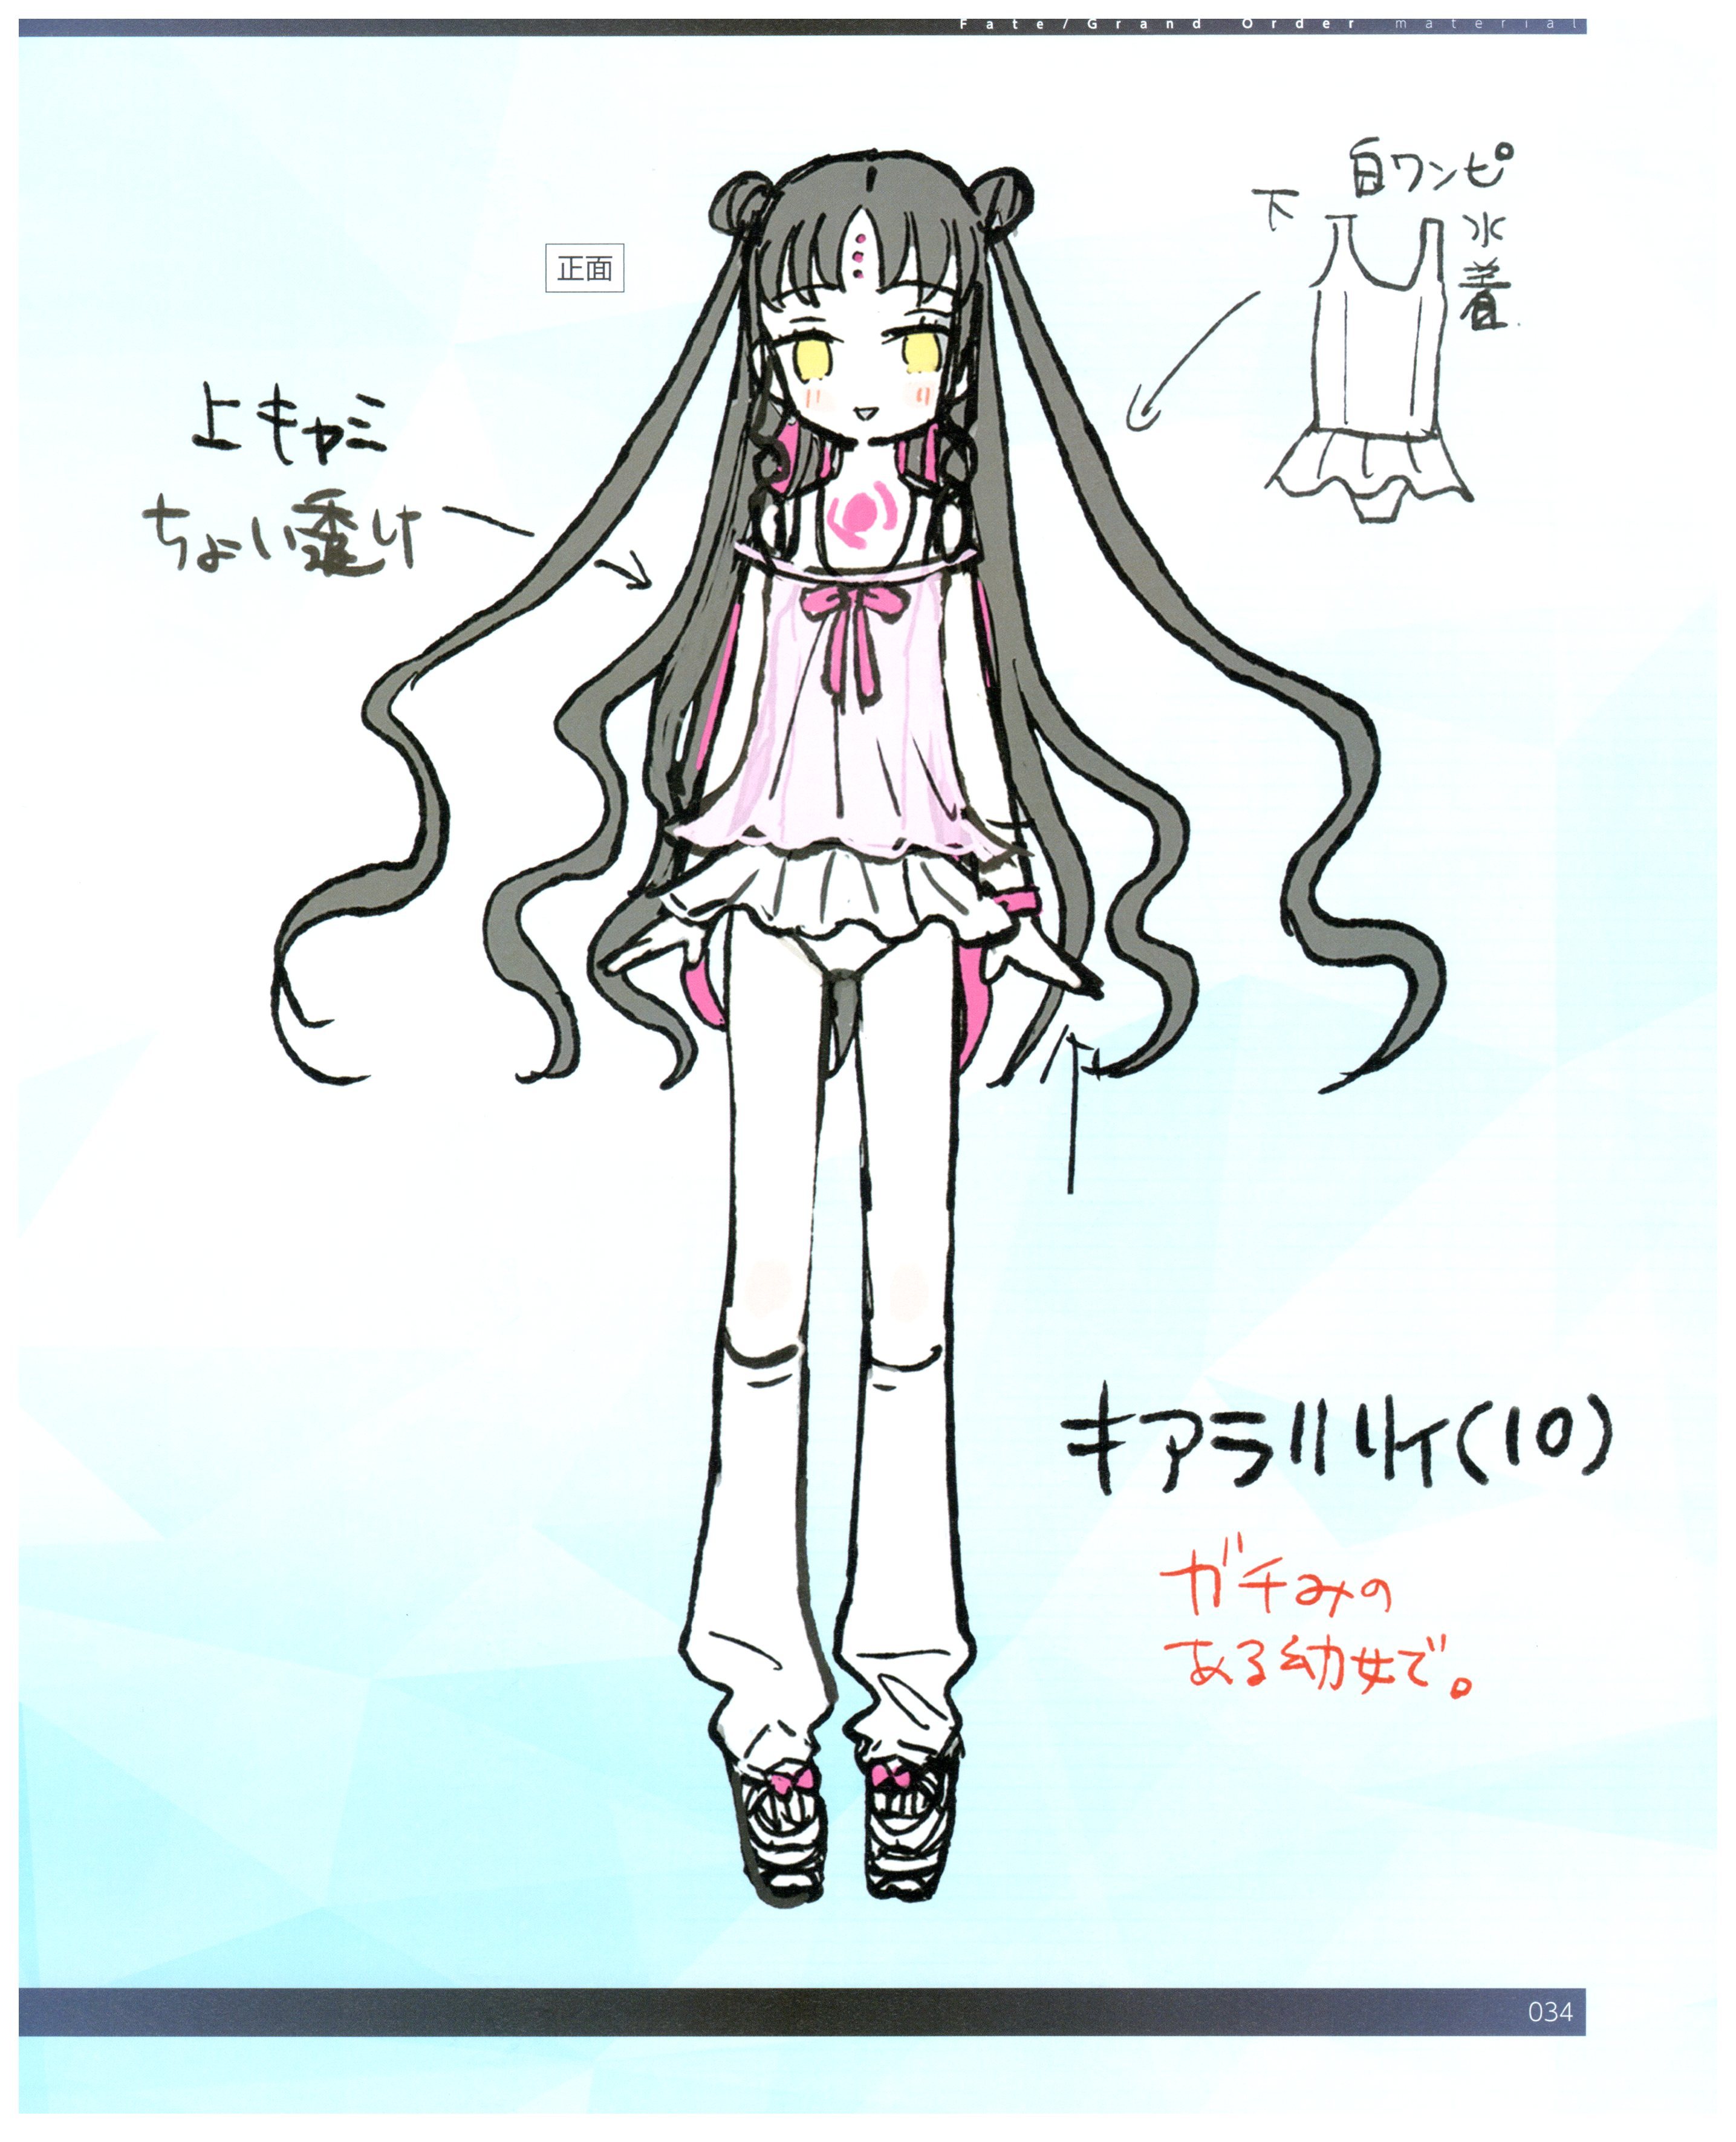 Fate/Grand Order material
正面
白ワンピ
水着
下
上キャミ
ちょい透け
キアラリリィ(10)
ガチみの
ある幼女で。
034